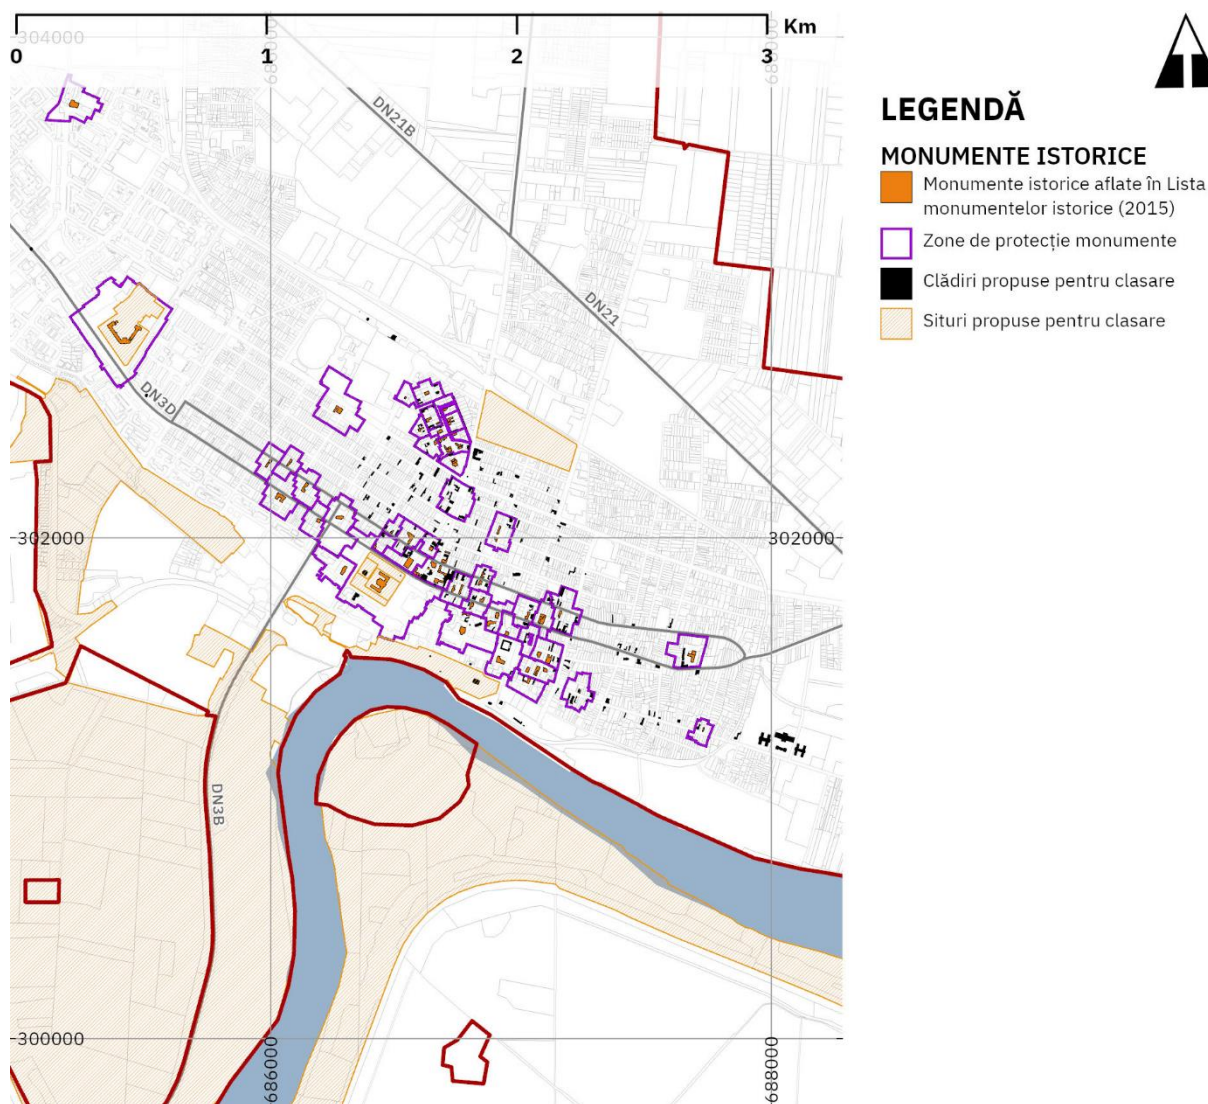 304000
686000
0
1
2
3
Km
688000
LEGENDĂ
MONUMENTE ISTORICE
Monumente istorice aflate în Lista
monumentelor istorice (2015)
Zone de protecție monumente
Clădiri propuse pentru clasare
Situri propuse pentru clasare
DN21B
DN21
DN3D
302000
302000
DN3B
300000
686000
688000